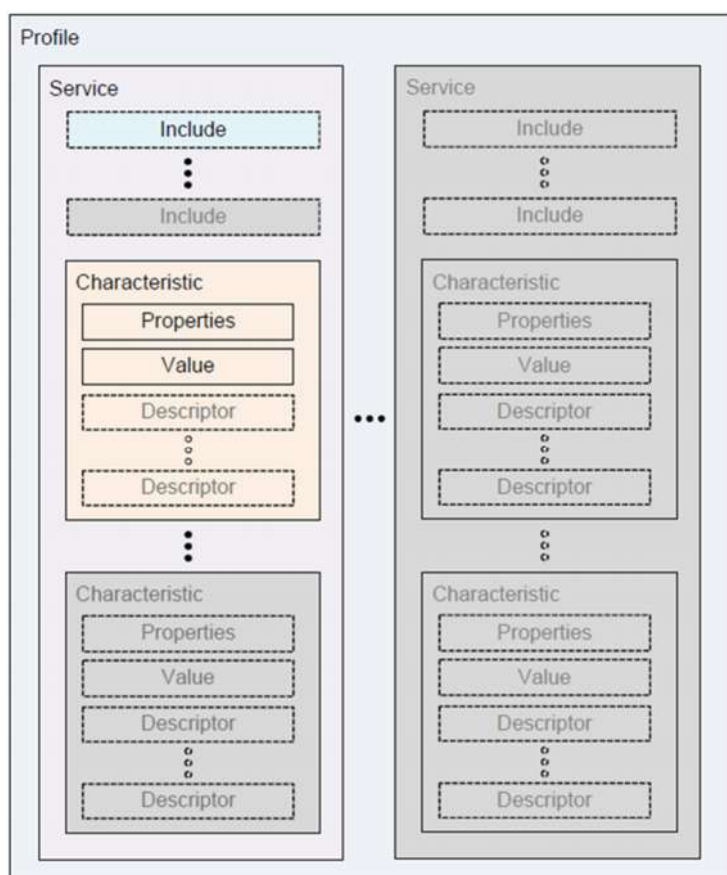 Profile
Service
Include
Include
Characteristic
Properties
Value
Descriptor
Descriptor
Characteristic
Properties
Value
Descriptor
Descriptor
Service
Include
Include
Characteristic
Properties
Value
Descriptor
Descriptor
Characteristic
Properties
Value
Descriptor
Descriptor